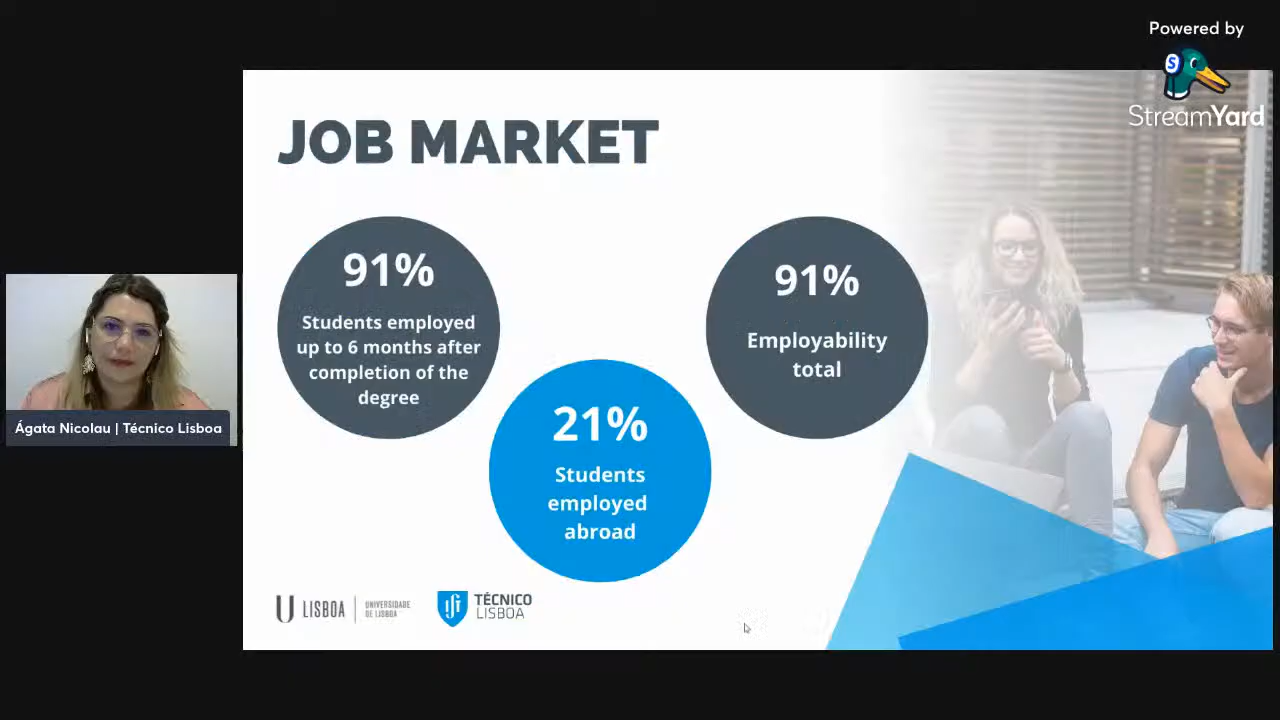 Powered by
StreamYard
JOB MARKET
91%
Students employed
up to 6 months after
completion of the
degree
21%
Students
employed
abroad
91%
Employability
total
Ágata Nicolau | Técnico Lisboa
U LISBOA | UNIVERSIDADE
DE LISBOA
TÉCNICO
LISBOA